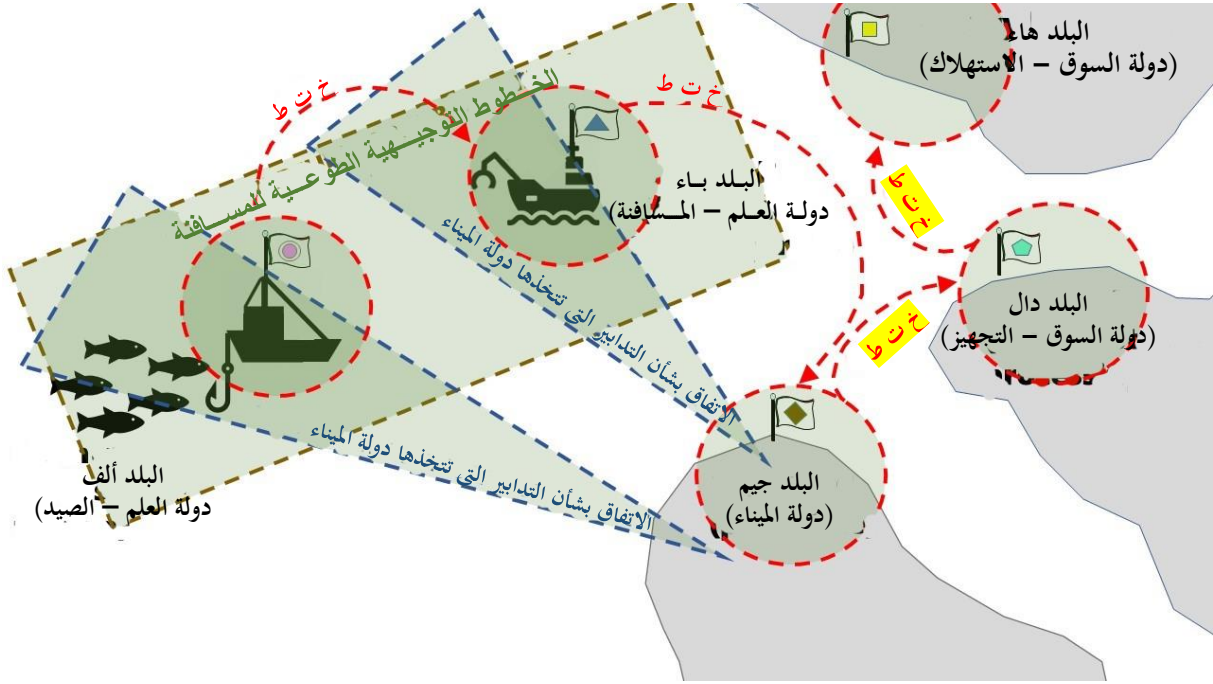 البلد هاء
(دولة السوق – الاستهلاك)
خ ت ط
خ ت ط
الخطوط التوجيهية الطوعية للمسافنة
البلد باء
دولة العلم – المسافنة)
خ ت ط
البلد دال
(دولة السوق – التجهيز)
خ ت ط
الاتفاق بشأن التدابير التي تتخذها دولة الميناء
الاتفاق بشأن التدابير التي تتخذها دولة الميناء
البلد جيم
(دولة الميناء)
البلد ألف
دولة العلم – الصيد)